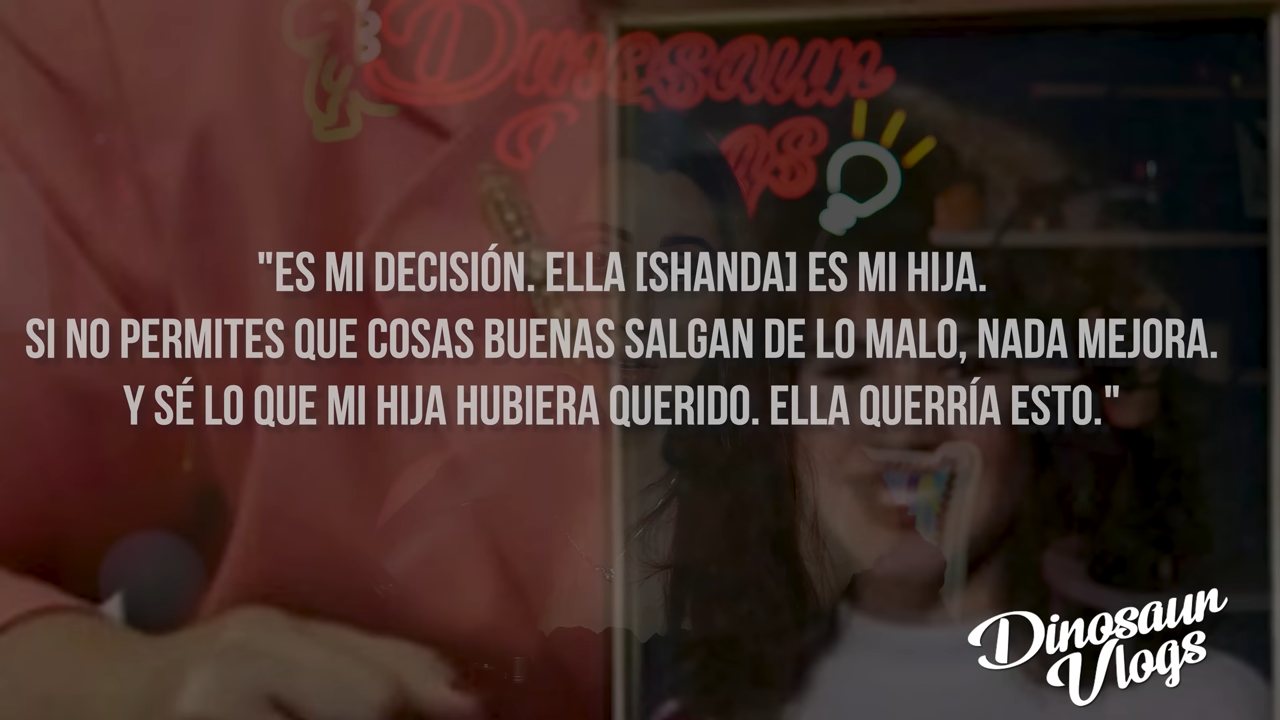 Dinosaur
"ES MI DECISIÓN. ELLA [SHANDA] ES MI HIJA.
SI NO PERMITES QUE COSAS BUENAS SALGAN DE LO MALO, NADA MEJORA.
Y SÉ LO QUE MI HIJA HUBIERA QUERIDO. ELLA QUERRÍA ESTO."
Dinosaur
Vlogs